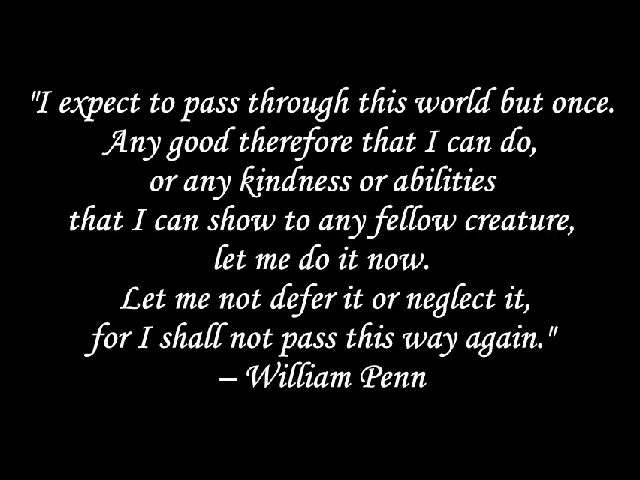 "I expect to pass through this world but once.
Any good therefore that I can do,
or any kindness or abilities
that I can show to any fellow creature,
let me do it now.
Let me not defer it or neglect it,
for I shall not pass this way again."
– William Penn